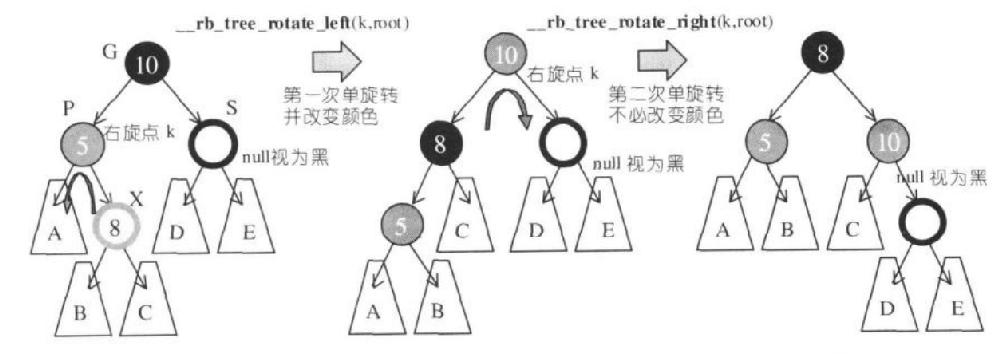 __rb_tree_rotate_left(k,root)
__rb_tree_rotate_right(k,root)
G
10
P
S
5
右旋点 k
null视为黑
X
8
A
D
E
B
C
第一次单旋转
并改变颜色
10
右旋点 k
8
null 视为黑
5
C
D
E
A
B
第二次单旋转
不必改变颜色
8
5
10
null 视为黑
A
B
C
D
E